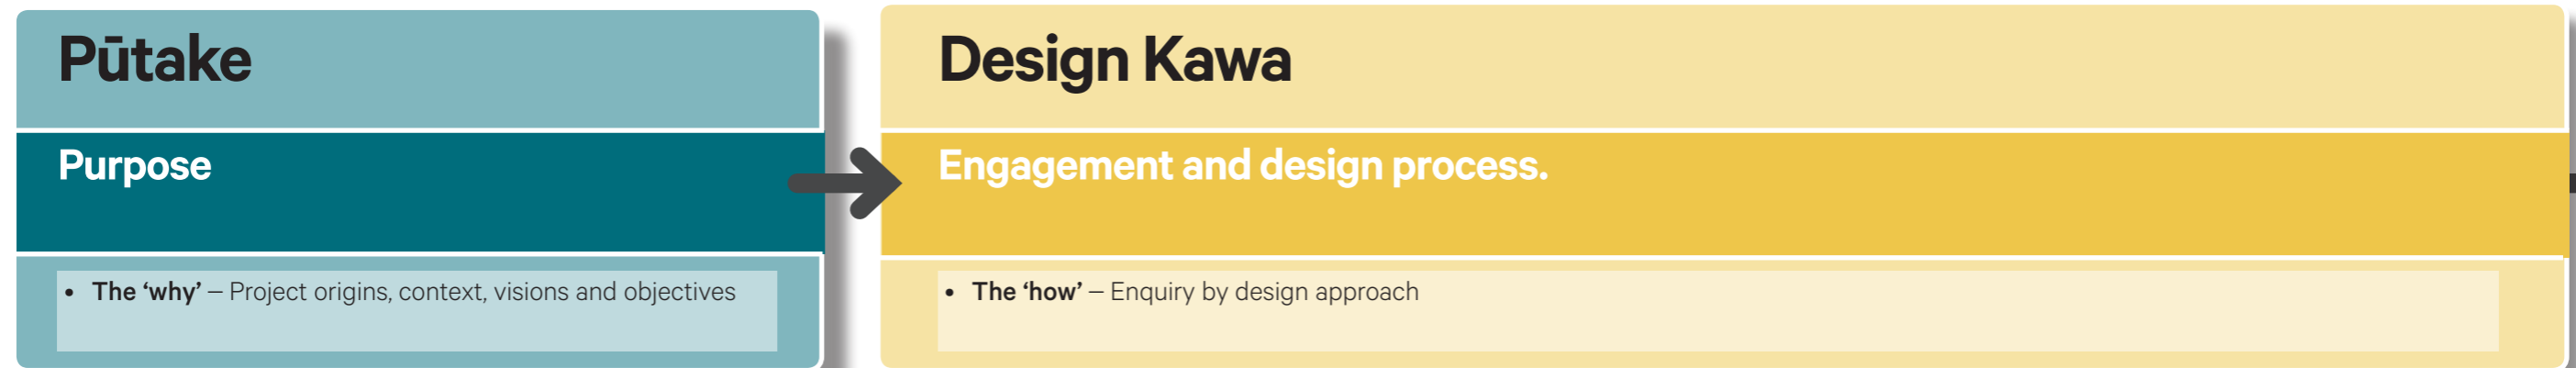 Pūtake
Purpose
• The ‘why’ – Project origins, context, visions and objectives
Design Kawa
Engagement and design process.
• The ‘how’ – Enquiry by design approach